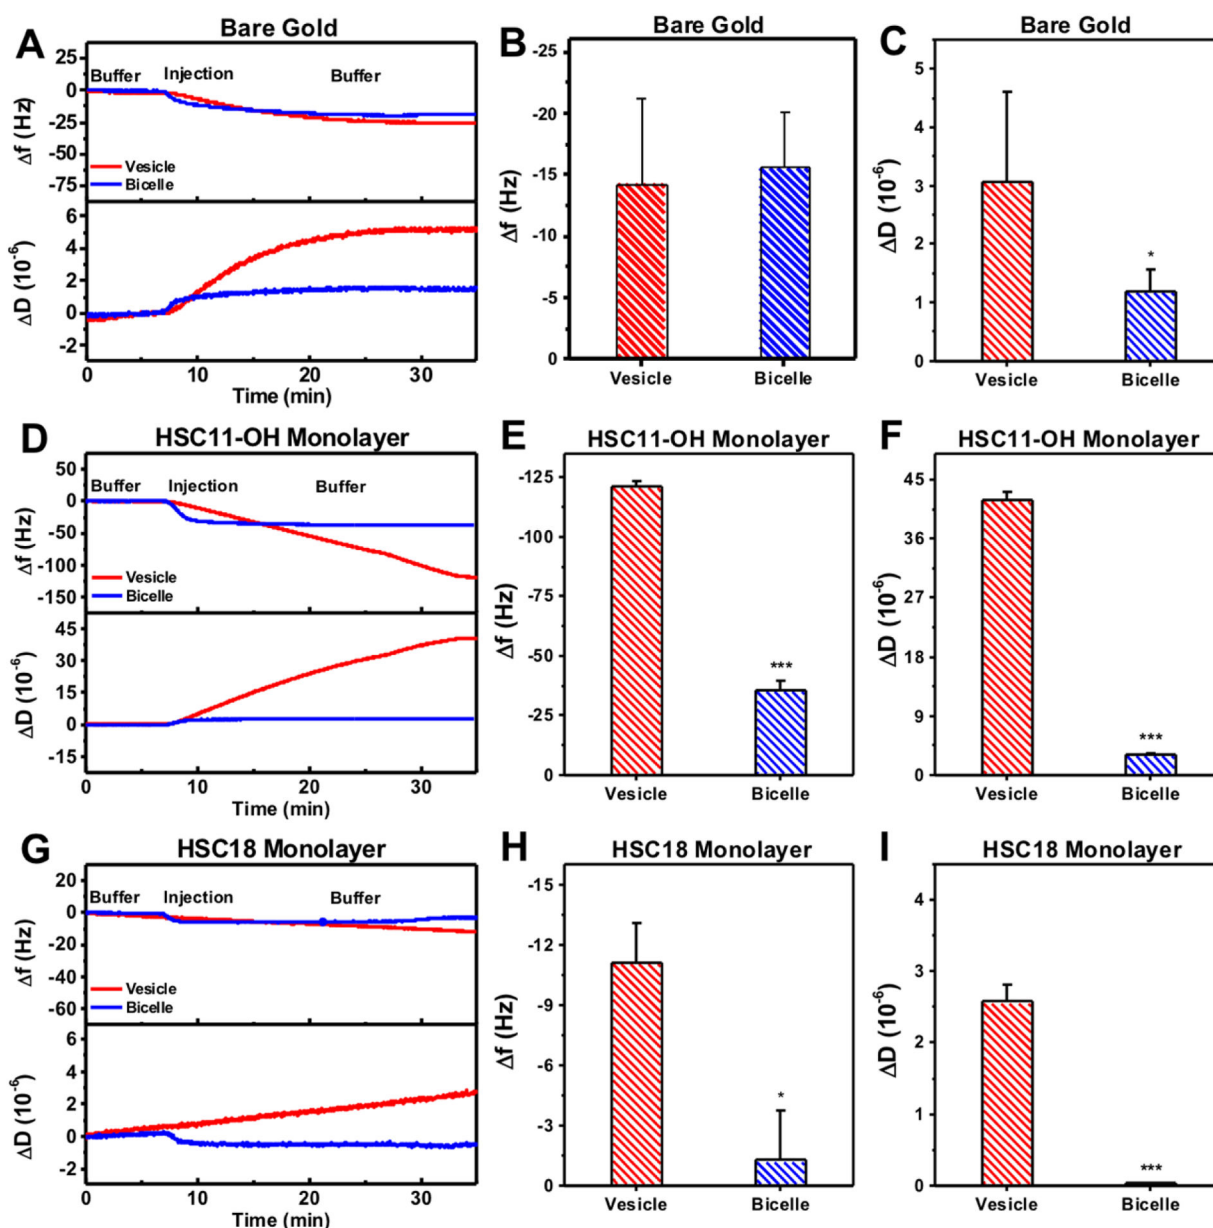 A
Bare Gold
Buffer Injection Buffer
25
0
-25
-50
-75
Δf (Hz)
Vesicle
Bicelle
6
4
2
0
-2
ΔD (10-6)
0 10 20 30
Time (min)
B
Bare Gold
-25
-20
-15
-10
-5
0
Δf (Hz)
Vesicle Bicelle
C
Bare Gold
5
4
3
2
1
0
ΔD (10-6)
*
Vesicle Bicelle
D
HSC11-OH Monolayer
Buffer Injection Buffer
50
0
-50
-100
-150
Δf (Hz)
Vesicle
Bicelle
45
30
15
0
-15
ΔD (10-6)
0 10 20 30
Time (min)
E
HSC11-OH Monolayer
-125
-100
-75
-50
-25
0
Δf (Hz)
***
Vesicle Bicelle
F
HSC11-OH Monolayer
45
36
27
18
9
0
ΔD (10-6)
***
Vesicle Bicelle
G
HSC18 Monolayer
20
Buffer Injection Buffer
0
-20
-40
-60
Δf (Hz)
Vesicle
Bicelle
6
4
2
0
-2
ΔD (10-6)
0 10 20 30
Time (min)
H
HSC18 Monolayer
-15
-12
-9
-6
-3
0
Δf (Hz)
*
Vesicle Bicelle
I
HSC18 Monolayer
4
3
2
1
0
ΔD (10-6)
***
Vesicle Bicelle